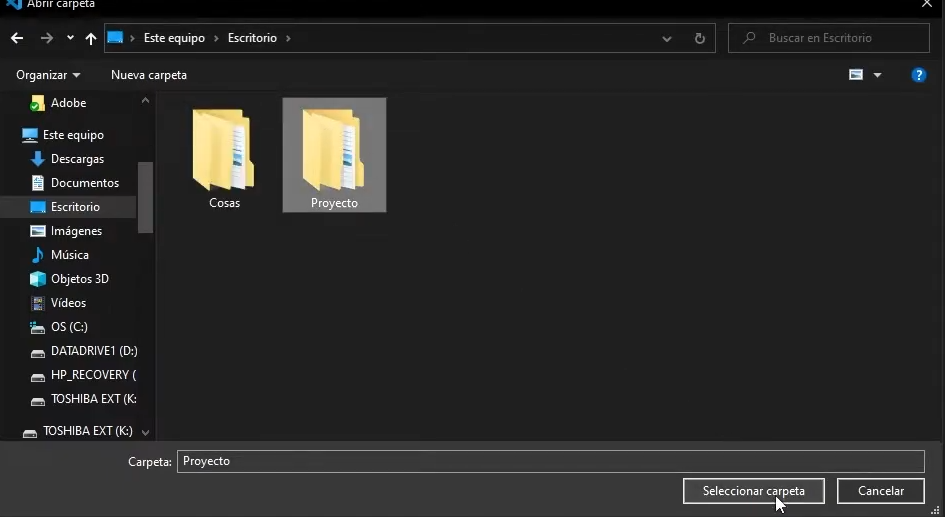 Abrir carpeta
Este equipo > Escritorio >
Buscar en Escritorio
Organizar
Nueva carpeta
?
Adobe
Este equipo
Descargas
Documentos
Escritorio
Imágenes
Música
Objetos 3D
Vídeos
OS (C:)
DATADRIVE1 (D:)
HP_RECOVERY (
TOSHIBA EXT (K:
TOSHIBA EXT (K:)
Cosas
Proyecto
Carpeta: Proyecto
Seleccionar carpeta
Cancelar